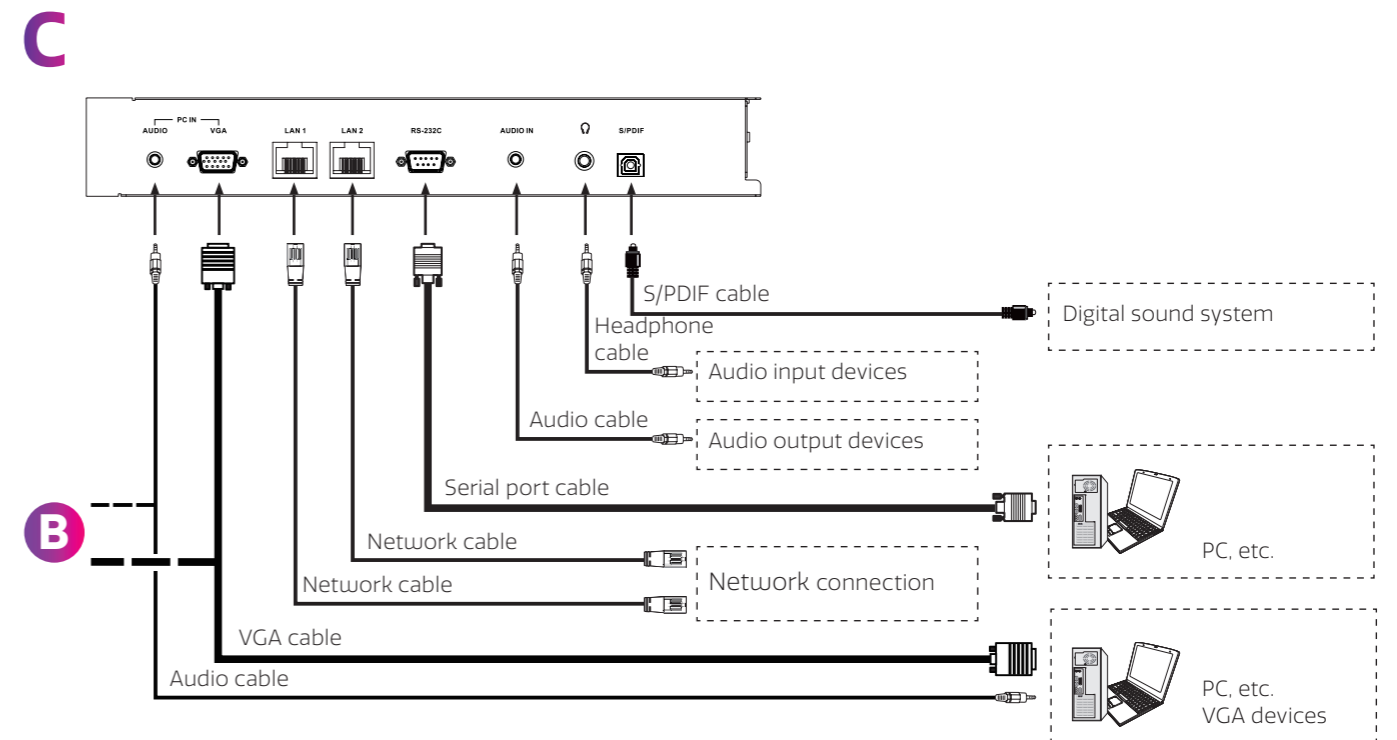 C
PC IN
AUDIO VGA LAN 1 LAN 2 RS-232C AUDIO IN S/PDIF
S/PDIF cable
Digital sound system
Headphone
cable
Audio input devices
Audio cable
Audio output devices
Serial port cable
B
Network cable
PC, etc.
Network cable
Network connection
VGA cable
Audio cable
PC, etc.
VGA devices